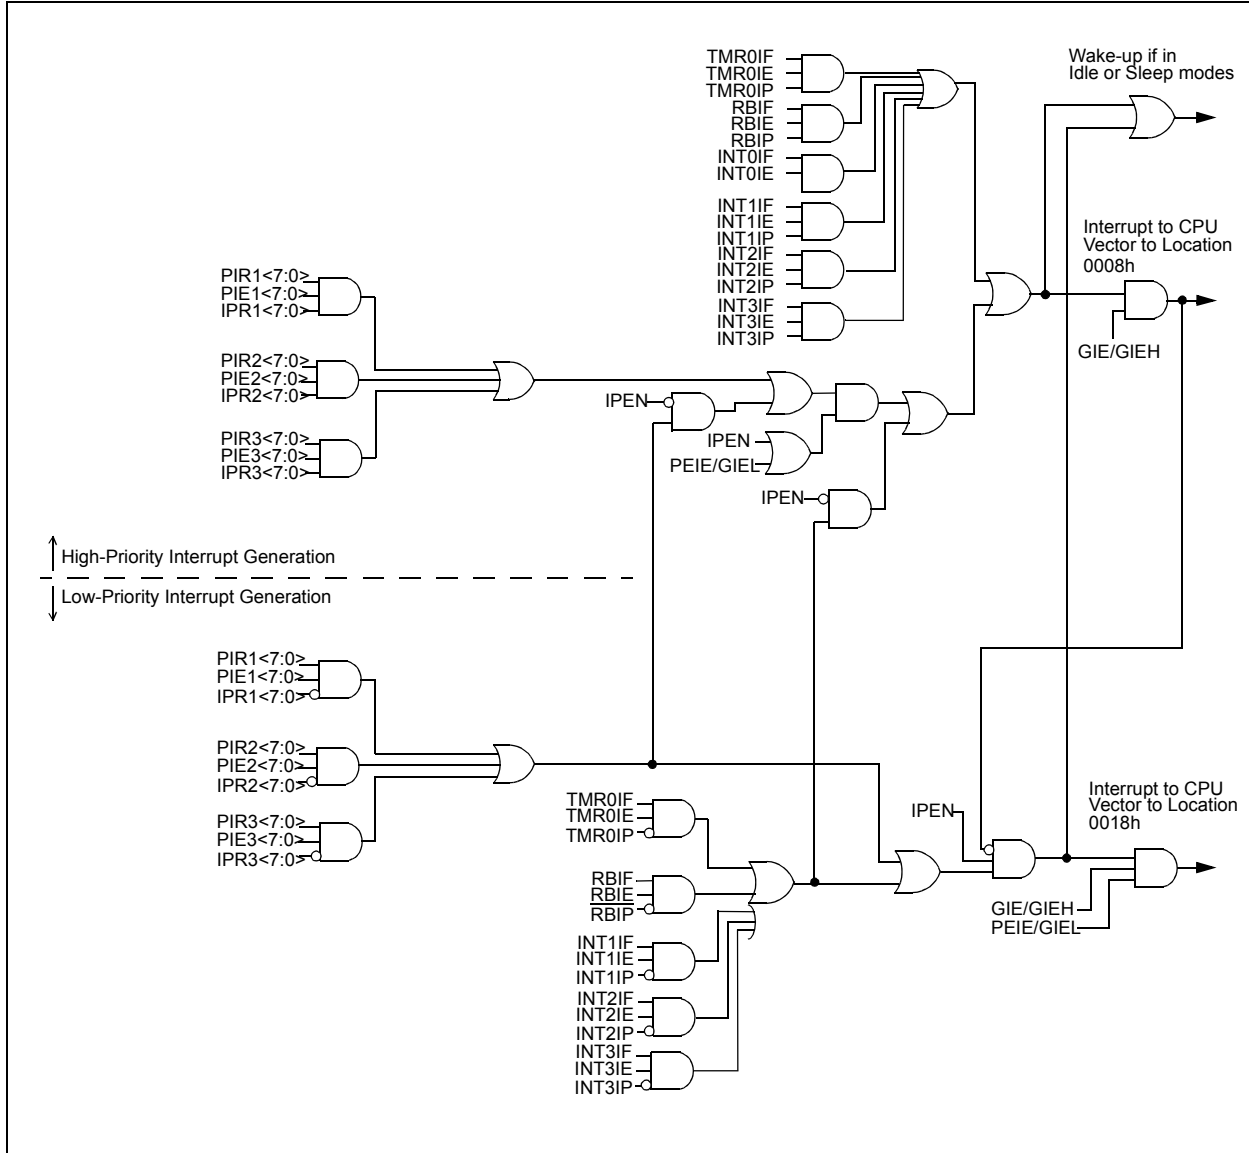 TMR0IF
TMR0IE
TMR0IP
RBIF
RBIE
RBIP
INT0IF
INT0IE
INT1IF
INT1IE
INT1IP
INT2IF
INT2IE
INT2IP
INT3IF
INT3IE
INT3IP
Wake-up if in
Idle or Sleep modes
Interrupt to CPU
Vector to Location
0008h
GIE/GIEH
PIR1<7:0>
PIE1<7:0>
IPR1<7:0>
PIR2<7:0>
PIE2<7:0>
IPR2<7:0>
PIR3<7:0>
PIE3<7:0>
IPR3<7:0>
IPEN
IPEN
PEIE/GIEL
IPEN
High-Priority Interrupt Generation
Low-Priority Interrupt Generation
PIR1<7:0>
PIE1<7:0>
IPR1<7:0>
PIR2<7:0>
PIE2<7:0>
IPR2<7:0>
PIR3<7:0>
PIE3<7:0>
IPR3<7:0>
TMR0IF
TMR0IE
TMR0IP
RBIF
RBIE
RBIP
INT1IF
INT1IE
INT1IP
INT2IF
INT2IE
INT2IP
INT3IF
INT3IE
INT3IP
IPEN
Interrupt to CPU
Vector to Location
0018h
GIE/GIEH
PEIE/GIEL